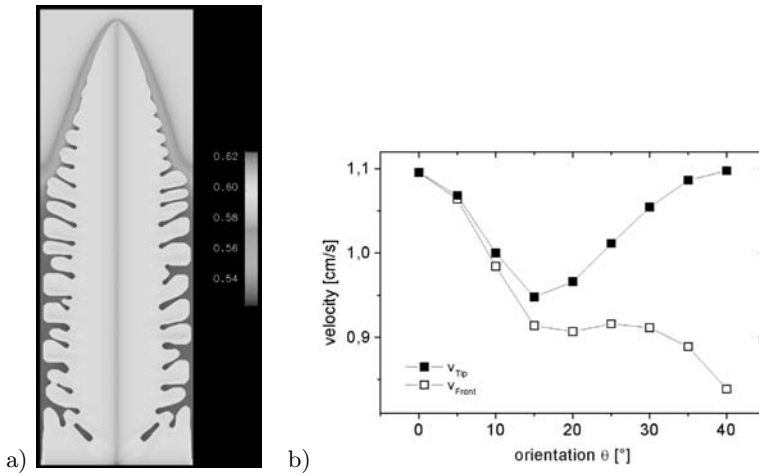 a)
0.62
0.60
0.58
0.56
0.54
b)
velocity [cm/s]
1,1
1,0
0,9
V_Tip
V_Front
0 10 20 30 40
orientation θ [°]